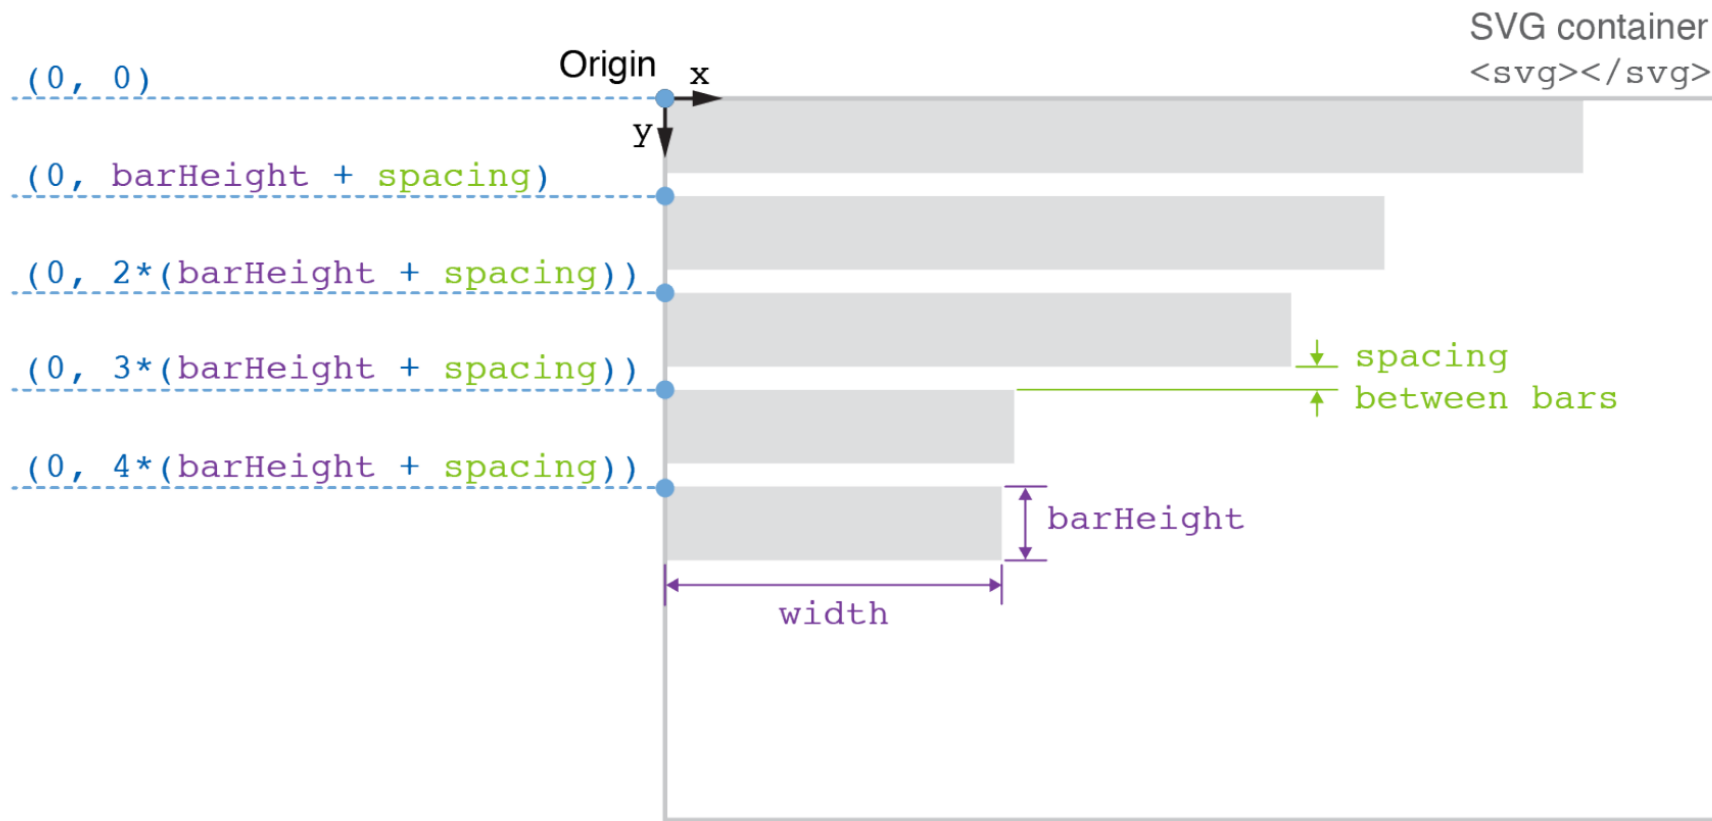 SVG container
<svg></svg>
Origin
x
(0, 0)
y
(0, barHeight + spacing)
(0, 2*(barHeight + spacing))
spacing
between bars
(0, 3*(barHeight + spacing))
(0, 4*(barHeight + spacing))
barHeight
width